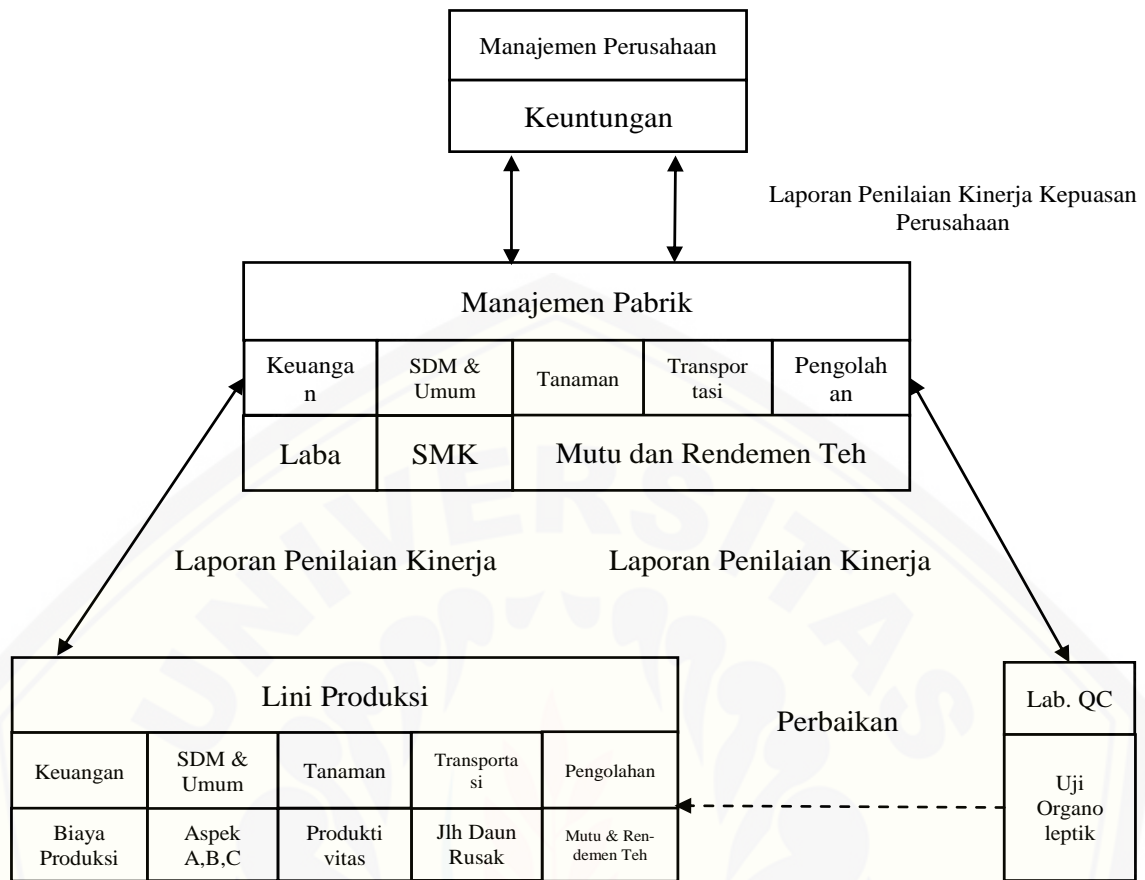 Manajemen Perusahaan
Keuntungan
Laporan Penilaian Kinerja Kepuasan
Perusahaan
Manajemen Pabrik
Keuanga
n
SDM &
Umum
Tanaman
Transpor
tasi
Pengolah
an
Laba
SMK
Mutu dan Rendemen Teh
Laporan Penilaian Kinerja
Laporan Penilaian Kinerja
UNIVERSITAS
Lini Produksi
Keuangan
SDM &
Umum
Tanaman
Transporta
si
Pengolahan
Biaya
Produksi
Aspek
A,B,C
Produkti
vitas
Jlh Daun
Rusak
Mutu & Ren-
demen Teh
Perbaikan
Lab. QC
Uji
Organo
leptik